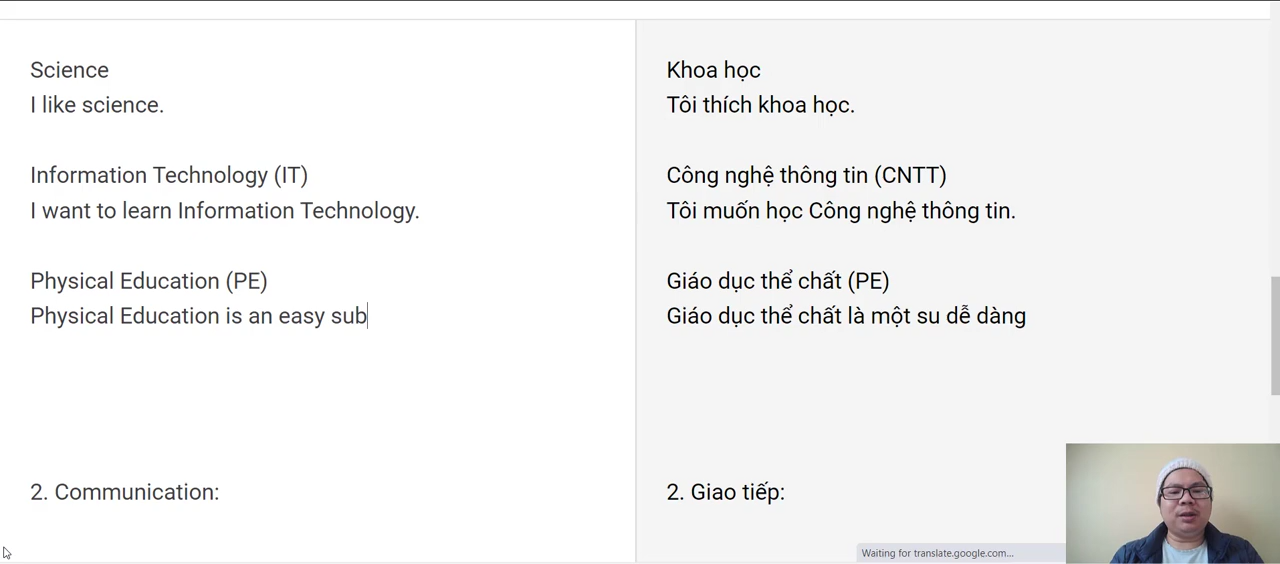 Science
I like science.
Information Technology (IT)
I want to learn Information Technology.
Physical Education (PE)
Physical Education is an easy sub
2. Communication:
Khoa học
Tôi thích khoa học.
Công nghệ thông tin (CNTT)
Tôi muốn học Công nghệ thông tin.
Giáo dục thể chất (PE)
Giáo dục thể chất là một su dễ dàng
2. Giao tiếp:
Waiting for translate.google.com...